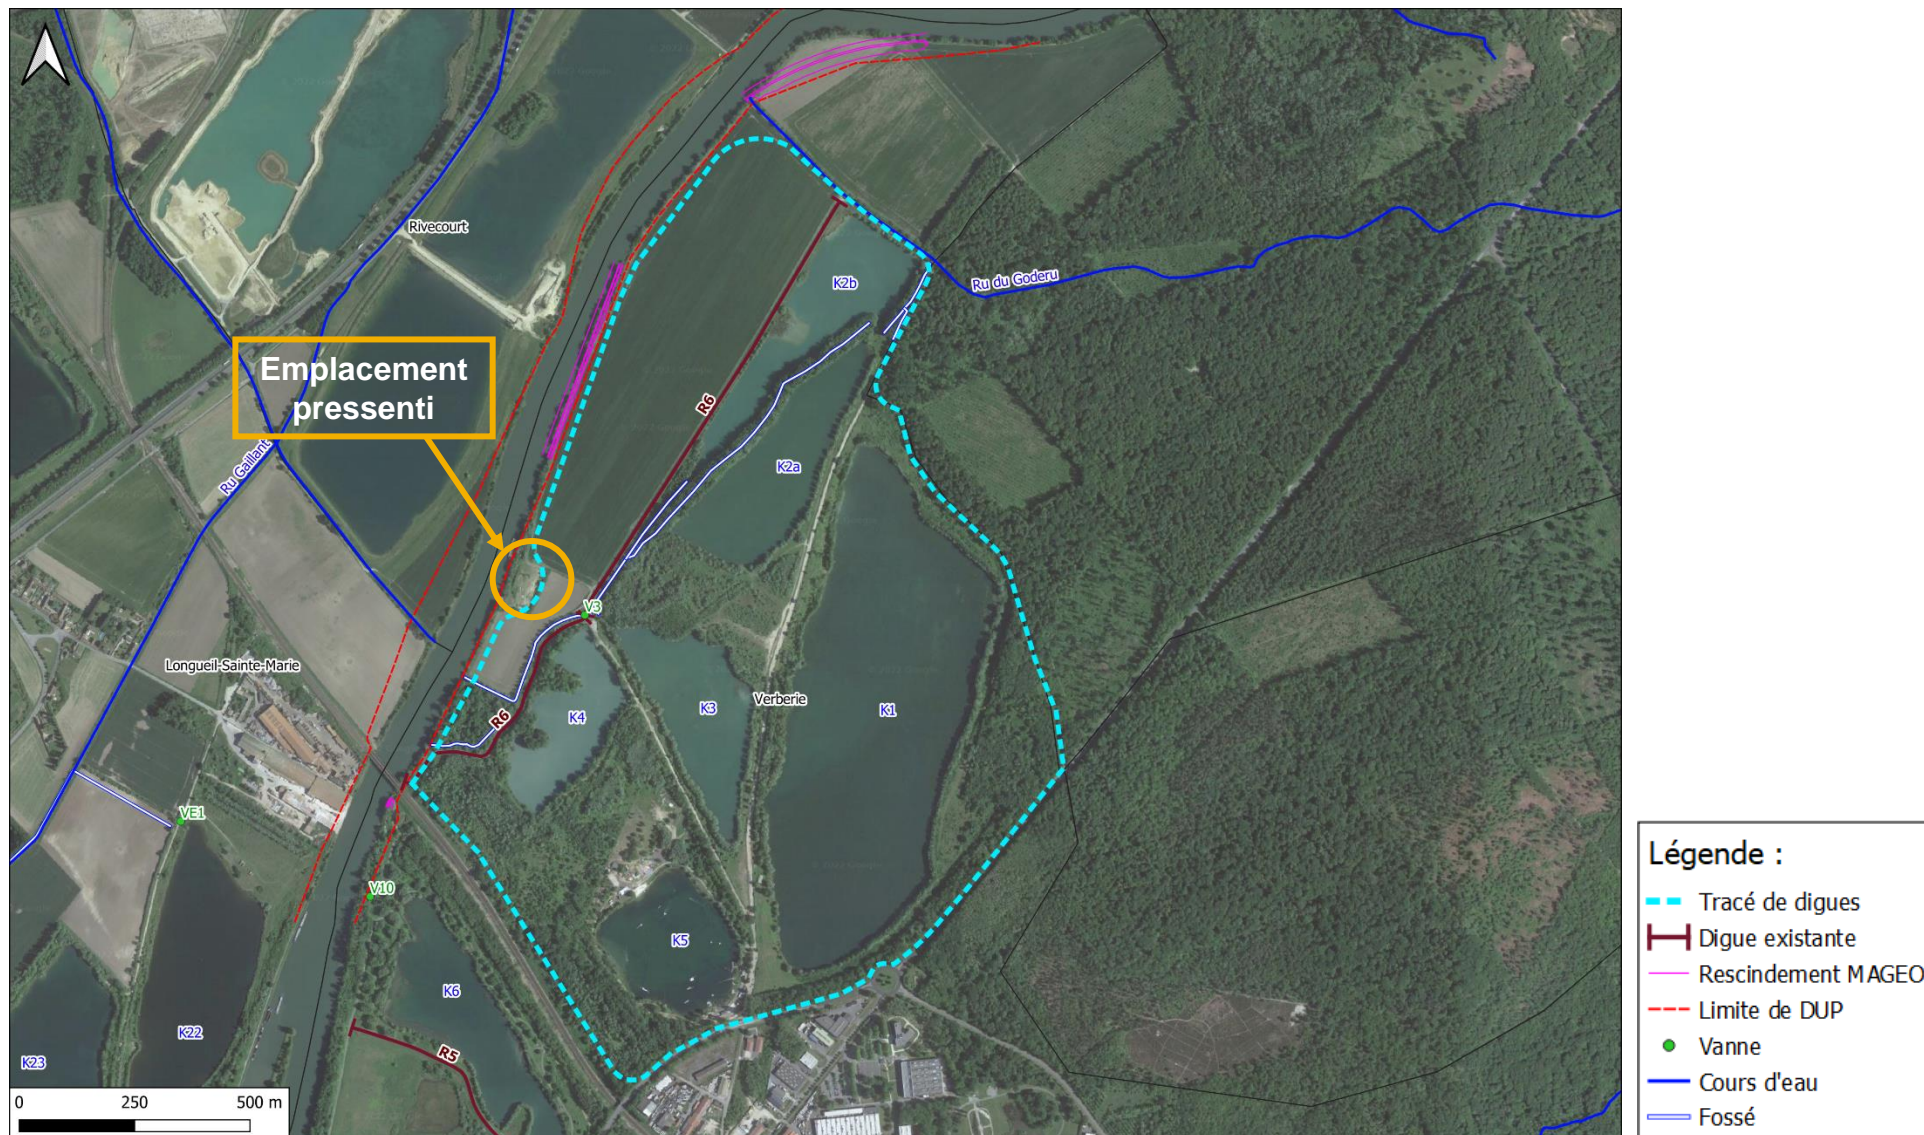 Rivecourt
Emplacement
pressenti
Ru Gaillant
Ru du Goderu
K2b
R6
K2a
V3
Longueil-Sainte-Marie
R6
K4
K3
Verberie
K1
VE1
V10
K5
K6
K22
K23
R5
0 250 500 m
Légende :
Tracé de digues
Digue existante
Rescindement MAGEO
Limite de DUP
Vanne
Cours d'eau
Fossé